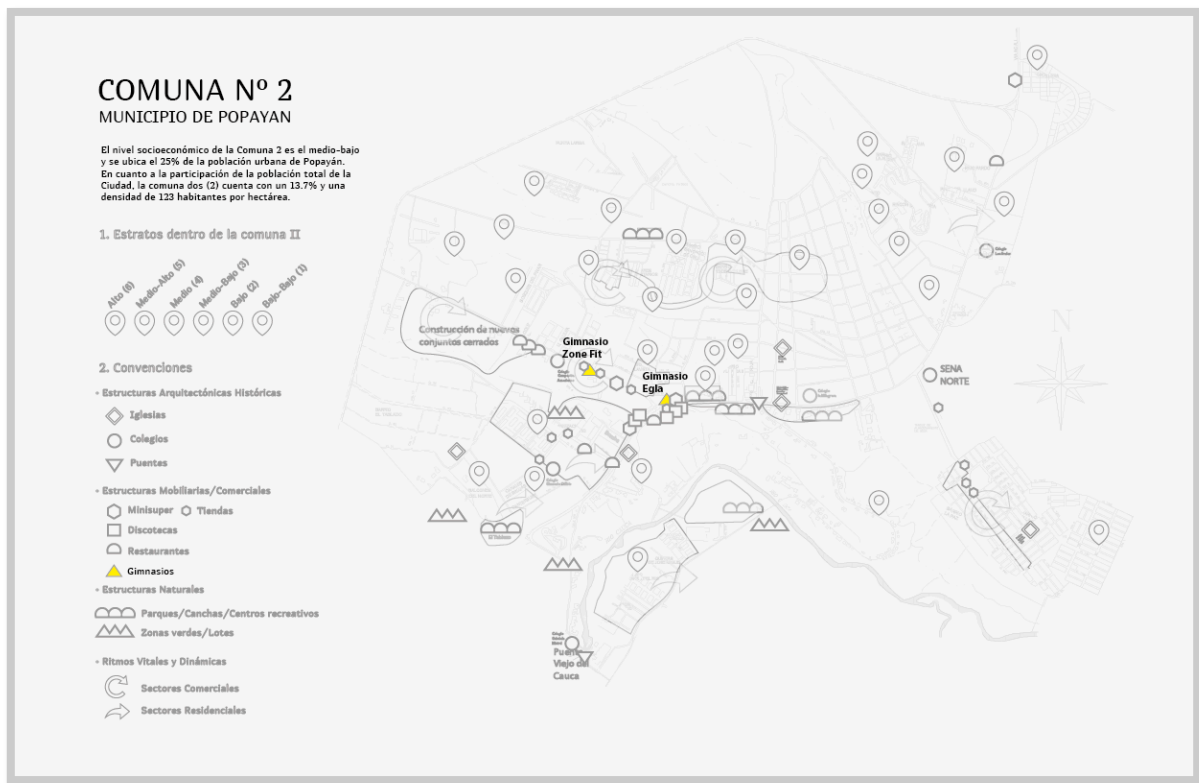 COMUNA Nº 2
MUNICIPIO DE POPAYAN
El nivel socioeconómico de la Comuna 2 es el medio-bajo
y se ubica el 25% de la población urbana de Popayán.
En cuanto a la participación de la población total de la
Ciudad, la comuna dos (2) cuenta con un 13.7% y una
densidad de 123 habitantes por hectárea.
1. Estratos dentro de la comuna II
Alto (6)
Medio-Alto (5)
Medio (4)
Medio-Bajo (3)
Bajo (2)
Bajo-Bajo (1)
2. Convenciones
- Estructuras Arquitectónicas Históricas
Iglesias
Colegios
Puentes
- Estructuras Mobiliarias/Comerciales
Minisuper
Tiendas
Discotecas
Restaurantes
Gimnasios
- Estructuras Naturales
Parques/Canchas/Centros recreativos
Zonas verdes/Lotes
- Ritmos Vitales y Dinámicas
Sectores Comerciales
Sectores Residenciales
Construcción de nuevos
conjuntos cerrados
Gimnasio
Zone Fit
Gimnasio
Egla
N
SENA
NORTE
Puente
Viejo del
Cauca